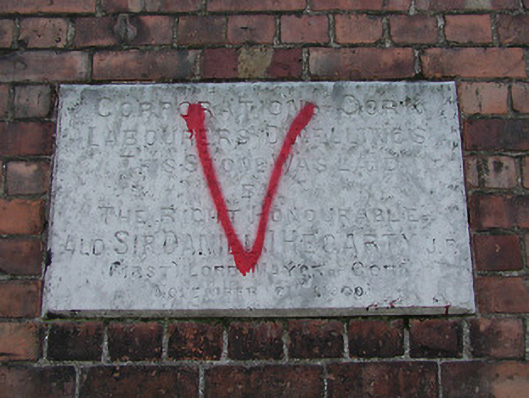 CORPORATION OF CORK
LABOURERS DWELLINGS
THIS STONE WAS LAID
BY
THE RIGHT HONOURABLE
ALD. SIR DANIEL J. HEGARTY J.P.
(FIRST) LORD MAYOR OF CORK
NOVEMBER
V